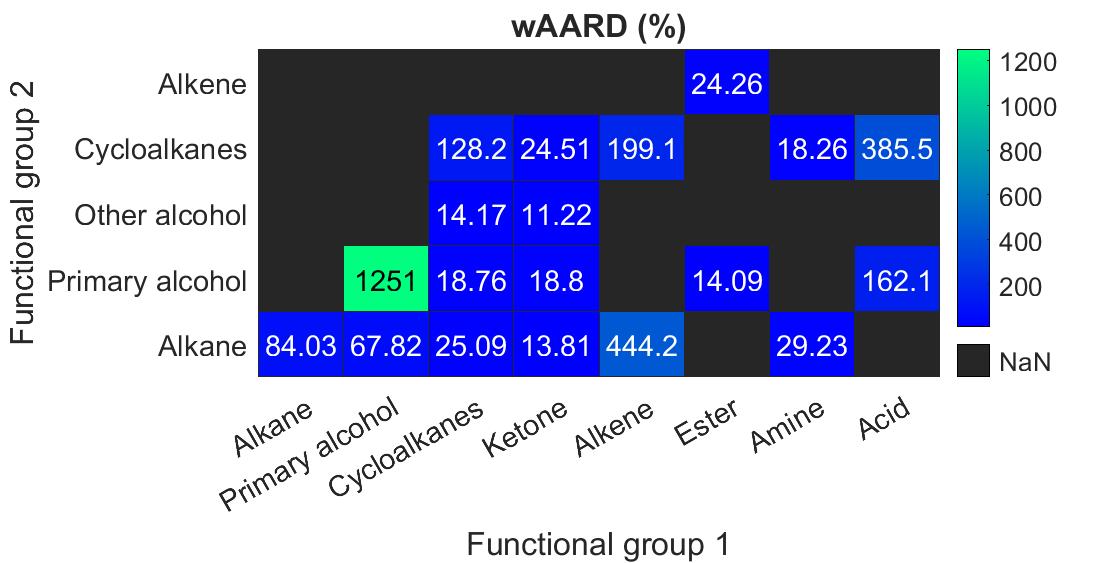 wAARD (%)
Functional group 2
Alkene 24.26
Cycloalkanes 128.2 24.51 199.1 18.26 385.5
Other alcohol 14.17 11.22
Primary alcohol 1251 18.76 18.8 14.09 162.1
Alkane 84.03 67.82 25.09 13.81 444.2 29.23
1200
1000
800
600
400
200
NaN
Alkane Primary alcohol Cycloalkanes Ketone Alkene Ester Amine Acid
Functional group 1